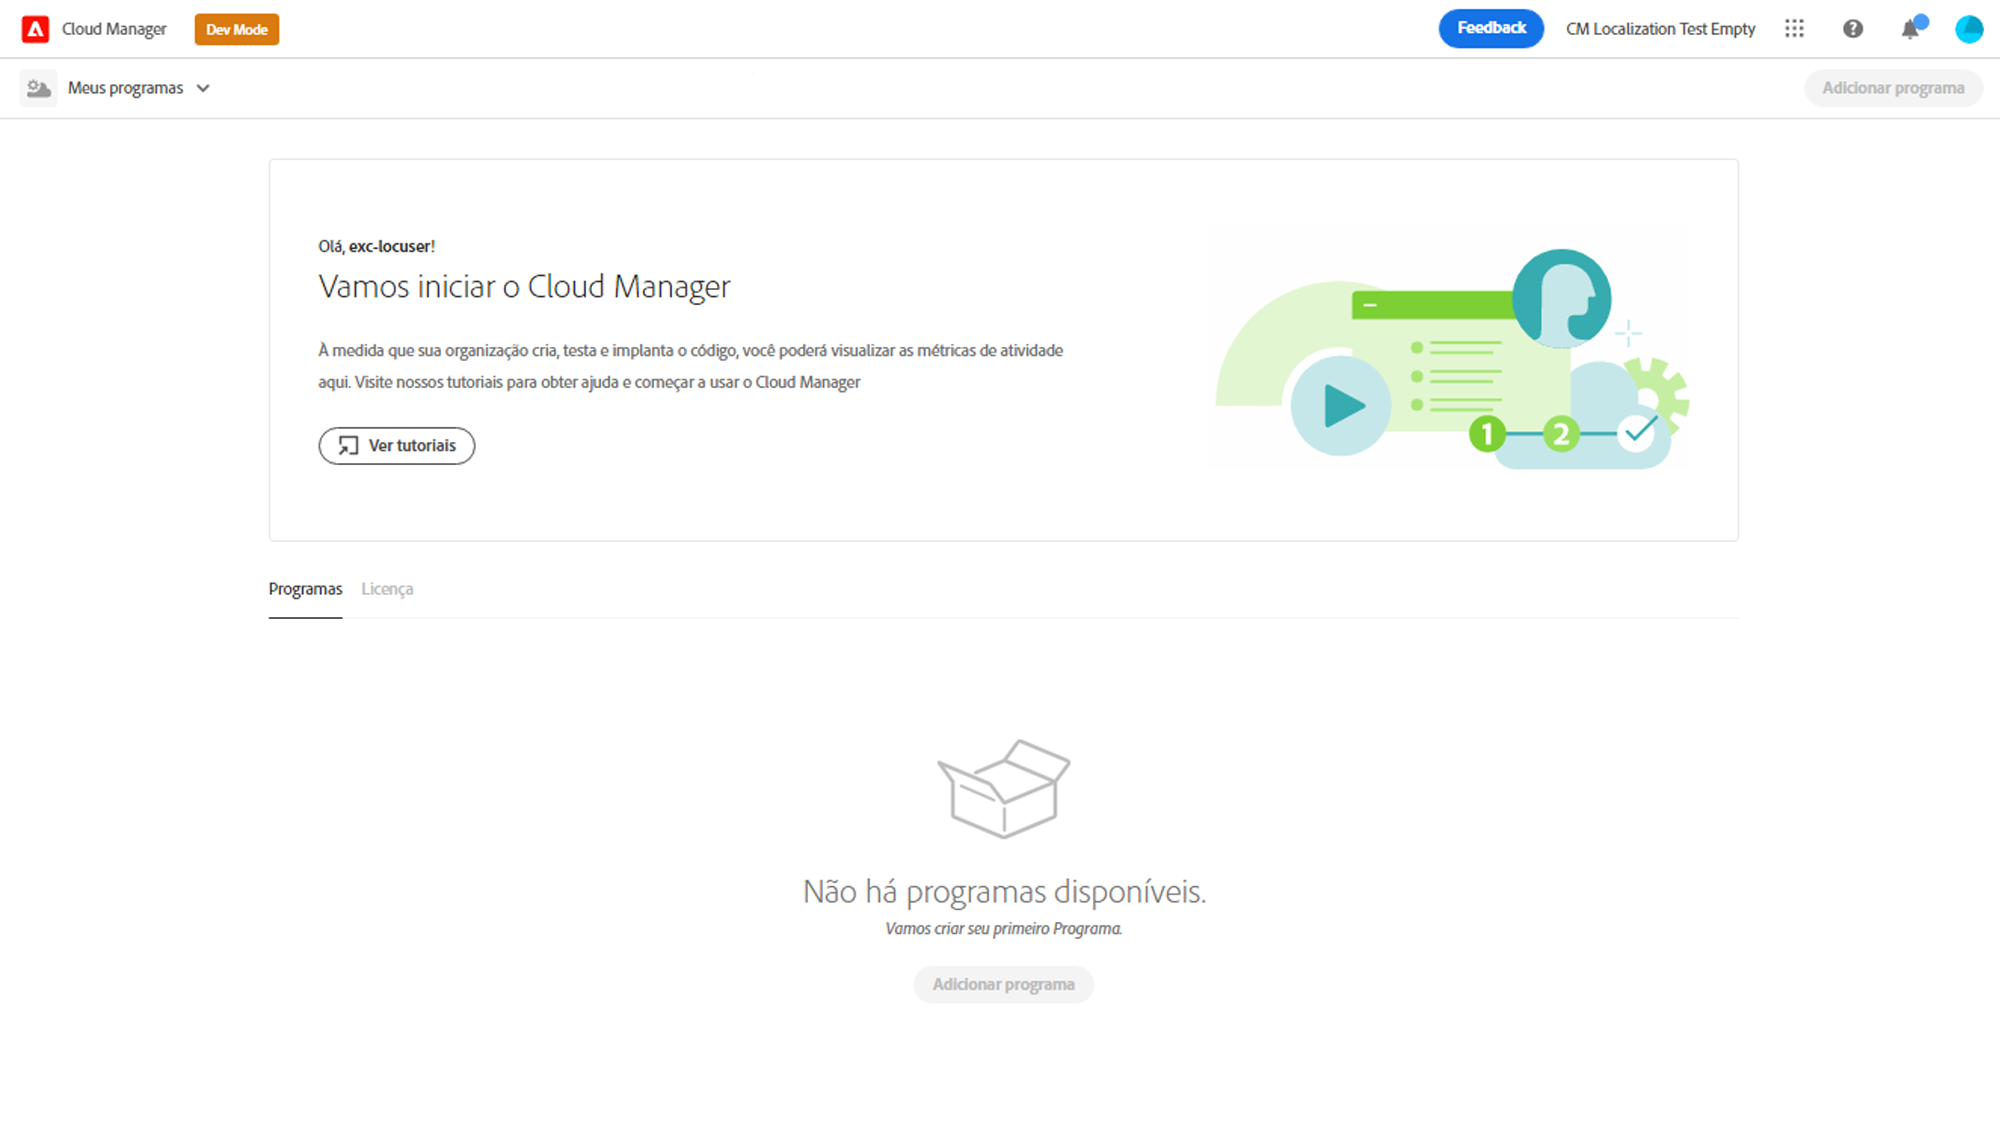 Cloud Manager
Dev Mode
Feedback
CM Localization Test Empty
Meus programas
Adicionar programa
Olá, exc-locuser!
Vamos iniciar o Cloud Manager
À medida que sua organização cria, testa e implanta o código, você poderá visualizar as métricas de atividade
aqui. Visite nossos tutoriais para obter ajuda e começar a usar o Cloud Manager
Ver tutoriais
1
2
Programas
Licença
Não há programas disponíveis.
Vamos criar seu primeiro Programa.
Adicionar programa